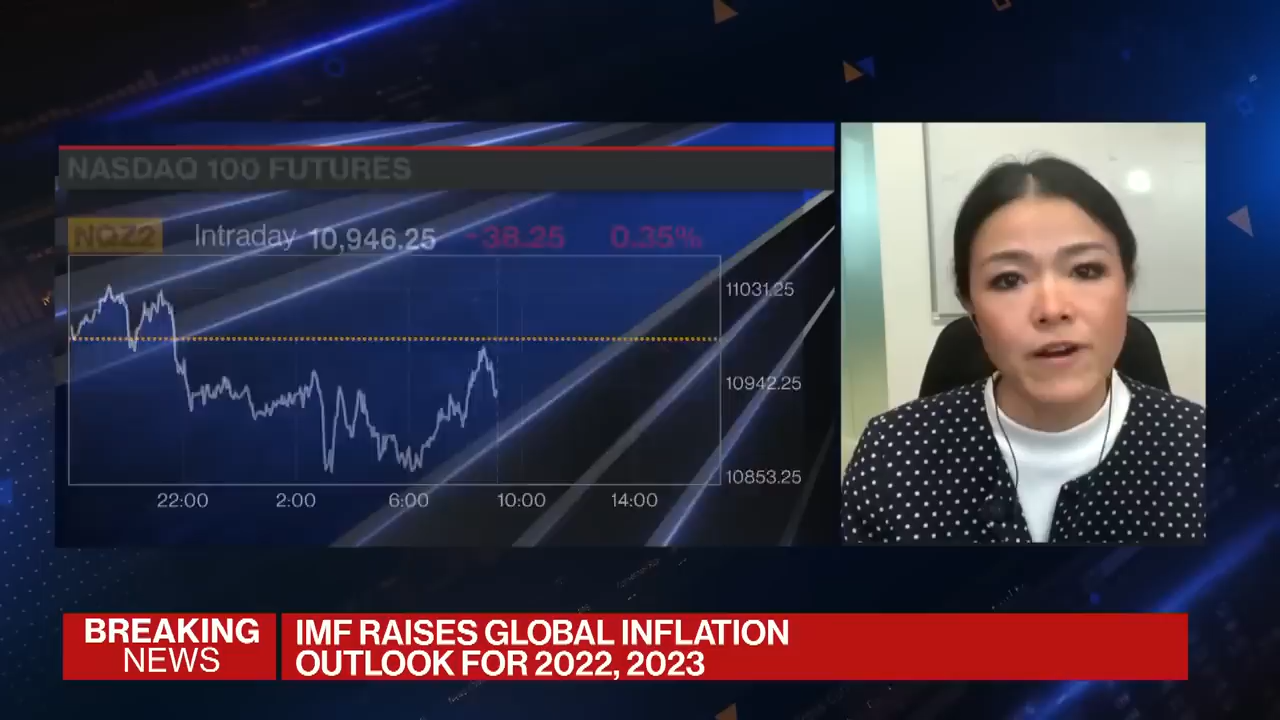 NASDAQ 100 FUTURES
NQZ2 Intraday 10,946.25 -38.25 0.35%
11031.25
10942.25
10853.25
22:00 2:00 6:00 10:00 14:00
BREAKING
NEWS
IMF RAISES GLOBAL INFLATION
OUTLOOK FOR 2022, 2023